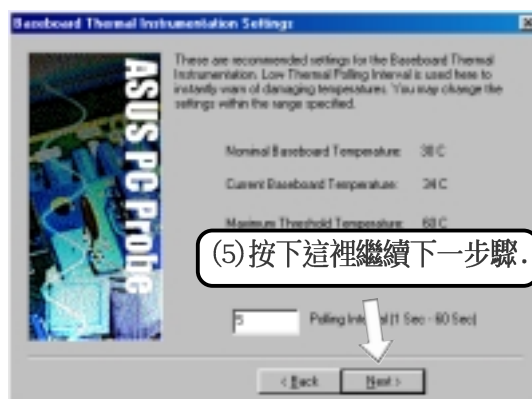 Baseboard Thermal Instrumentation Settings
ASUS PC Probe
These are recommended settings for the Baseboard Thermal
Instrumentation. Low Thermal Polling Interval is used here to
instantly warn of damaging temperatures. You may change the
settings within the range specified.
Nominal Baseboard Temperature: 30 C
Current Baseboard Temperature: 34 C
Maximum Threshold Temperature: 60 C
(5)按下這裡繼續下一步驟.
5 Polling (1 Sec - 60 Sec)
< Back Next >